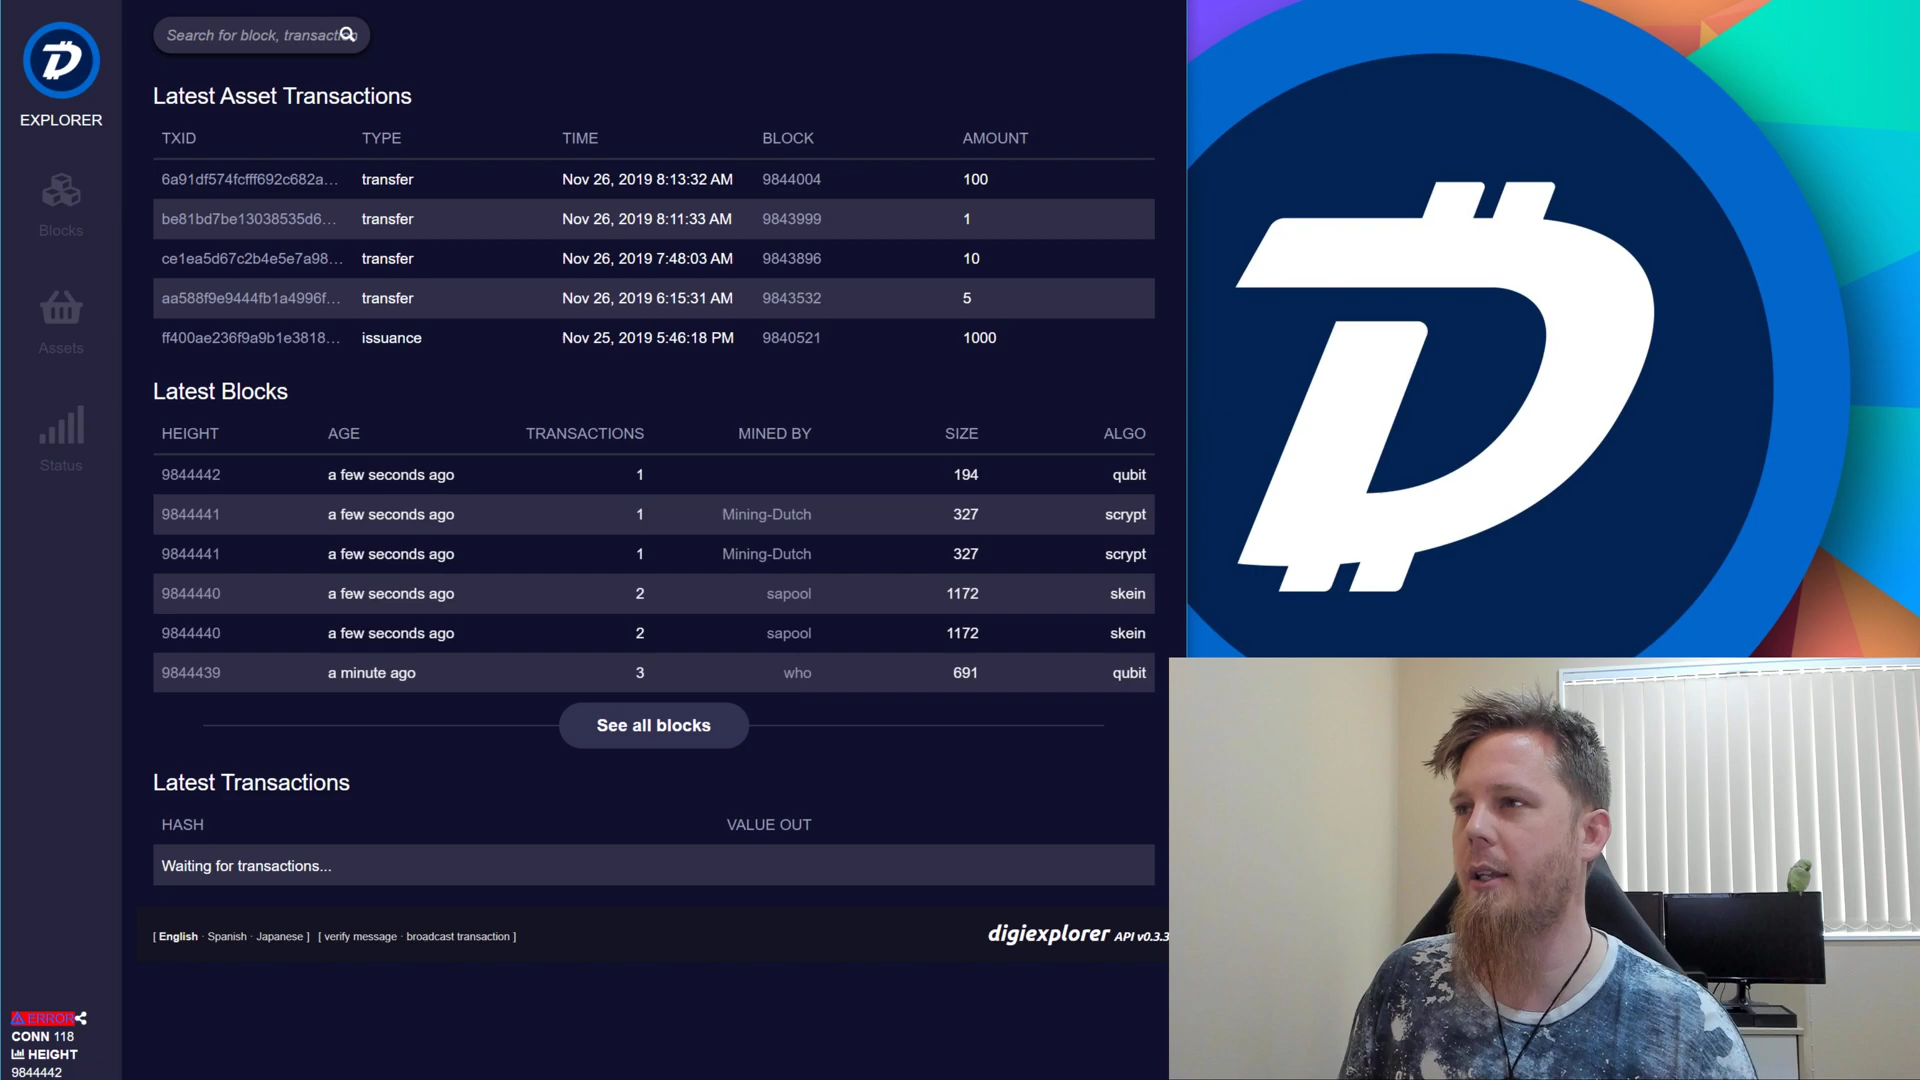 Search for block, transaction
EXPLORER
Blocks
Assets
Status
Latest Asset Transactions
TXID TYPE TIME BLOCK AMOUNT
6a91df574fcfff692c682a... transfer Nov 26, 2019 8:13:32 AM 9844004 100
be81bd7be13038535d6... transfer Nov 26, 2019 8:11:33 AM 9843999 1
ce1ea5d67c2b4e5e7a98... transfer Nov 26, 2019 7:48:03 AM 9843896 10
aa588f9e9444fb1a4996f... transfer Nov 26, 2019 6:15:31 AM 9843532 5
ff400ae236f9a9b1e3818... issuance Nov 25, 2019 5:46:18 PM 9840521 1000
Latest Blocks
HEIGHT AGE TRANSACTIONS MINED BY SIZE ALGO
9844442 a few seconds ago 1 194 qubit
9844441 a few seconds ago 1 Mining-Dutch 327 scrypt
9844441 a few seconds ago 1 Mining-Dutch 327 scrypt
9844440 a few seconds ago 2 sapool 1172 skein
9844440 a few seconds ago 2 sapool 1172 skein
9844439 a minute ago 3 who 691 qubit
See all blocks
Latest Transactions
HASH VALUE OUT
Waiting for transactions...
[ English · Spanish · Japanese ] [ verify message · broadcast transaction ]
digiexplorer API v0.3.3
ERROR
CONN 118
HEIGHT
9844442